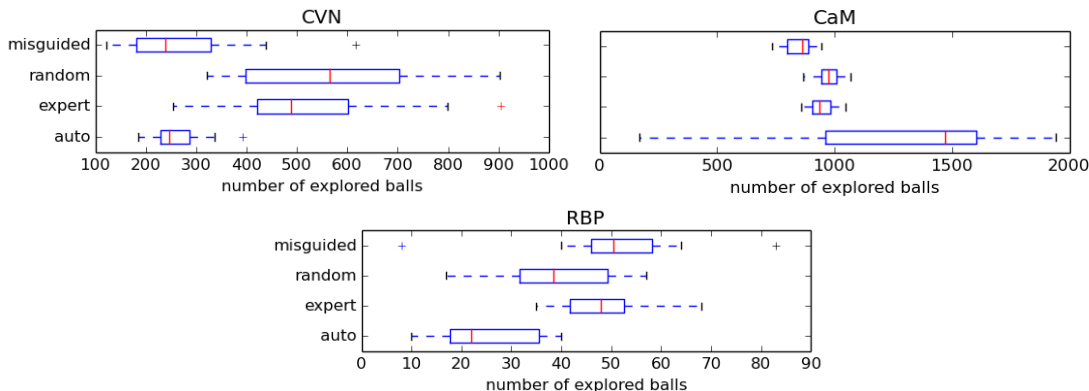 CVN
misguided
random
expert
auto
100 200 300 400 500 600 700 800 900 1000
number of explored balls
CaM
0 500 1000 1500 2000
number of explored balls
RBP
misguided
random
expert
auto
0 10 20 30 40 50 60 70 80 90
number of explored balls